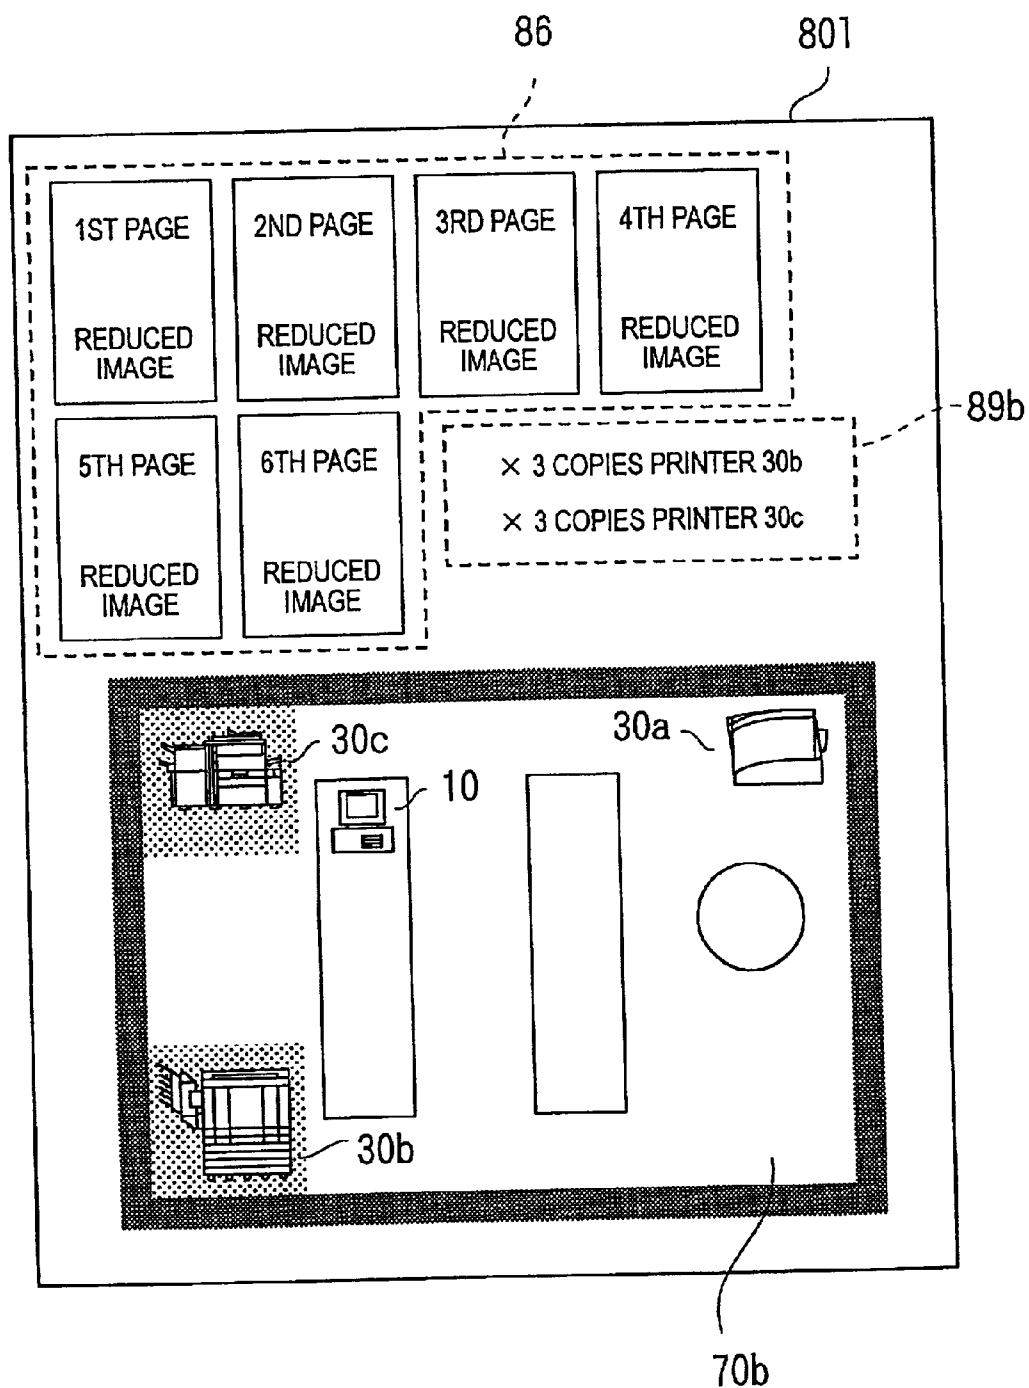 86
801
1ST PAGE
REDUCED
IMAGE
2ND PAGE
REDUCED
IMAGE
3RD PAGE
REDUCED
IMAGE
4TH PAGE
REDUCED
IMAGE
89b
5TH PAGE
REDUCED
IMAGE
6TH PAGE
REDUCED
IMAGE
× 3 COPIES PRINTER 30b
× 3 COPIES PRINTER 30c
30c
10
30a
30b
70b